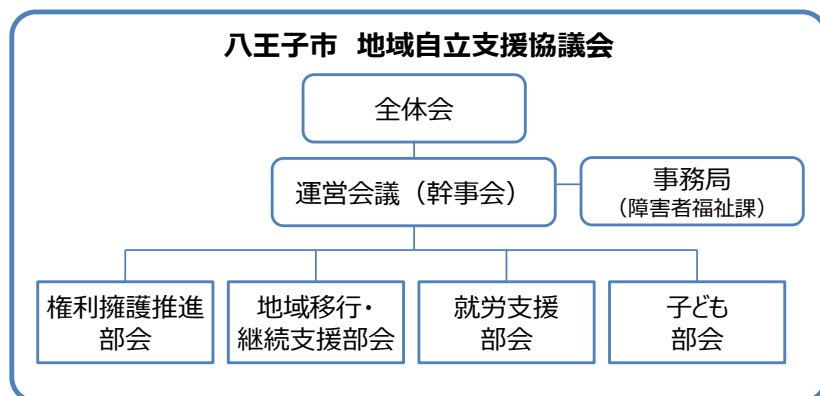 八王子市 地域自立支援協議会
全体会
運営会議（幹事会）
事務局
（障害者福祉課）
権利擁護推進
部会
地域移行・
継続支援部会
就労支援
部会
子ども
部会